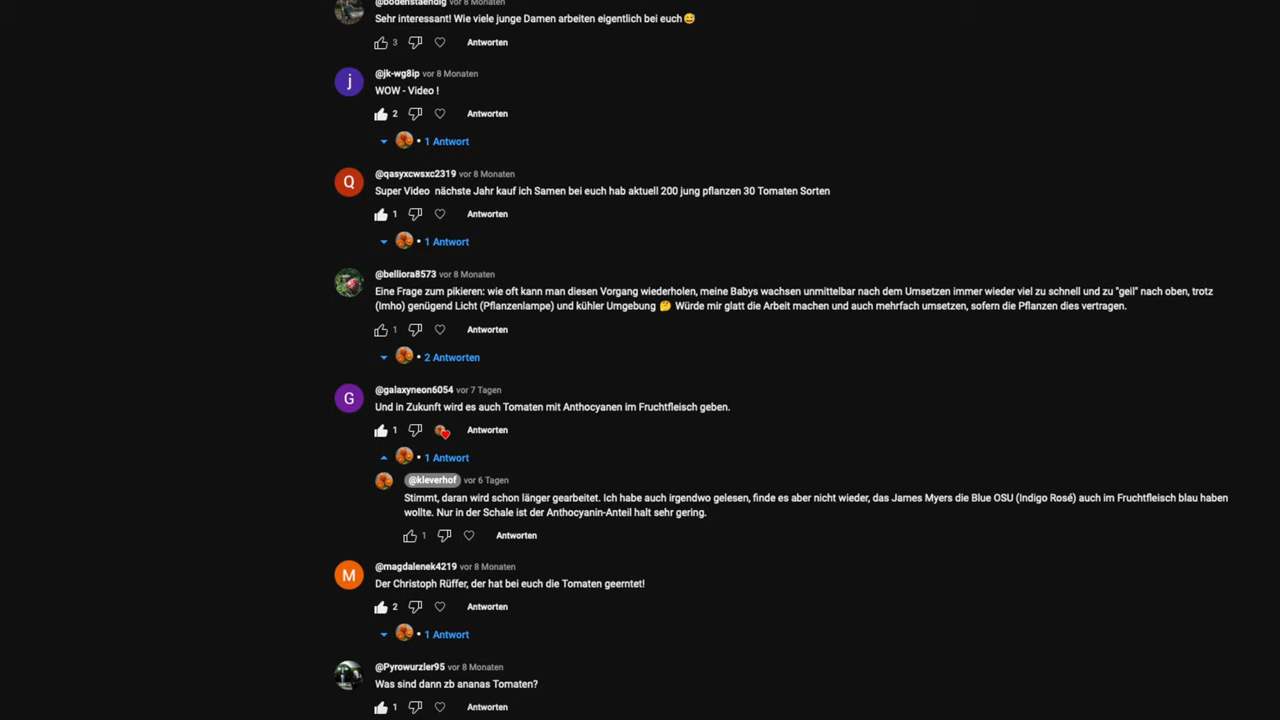 @bodenstaendig vor 8 Monaten
Sehr interessant! Wie viele junge Damen arbeiten eigentlich bei euch😅
3 Antworten
j
@jk-wg8ip vor 8 Monaten
WOW - Video !
2 Antworten
• 1 Antwort
Q
@qasyxcwsxc2319 vor 8 Monaten
Super Video nächste Jahr kauf ich Samen bei euch hab aktuell 200 jung pflanzen 30 Tomaten Sorten
1 Antworten
• 1 Antwort
@belliora8573 vor 8 Monaten
Eine Frage zum pikieren: wie oft kann man diesen Vorgang wiederholen, meine Babys wachsen unmittelbar nach dem Umsetzen immer wieder viel zu schnell und zu "geil" nach oben, trotz
(Imho) genügend Licht (Pflanzenlampe) und kühler Umgebung 🤔 Würde mir glatt die Arbeit machen und auch mehrfach umsetzen, sofern die Pflanzen dies vertragen.
1 Antworten
• 2 Antworten
G
@galaxyneon6054 vor 7 Tagen
Und in Zukunft wird es auch Tomaten mit Anthocyanen im Fruchtfleisch geben.
1 Antworten
• 1 Antwort
@kleverhof vor 6 Tagen
Stimmt, daran wird schon länger gearbeitet. Ich habe auch irgendwo gelesen, finde es aber nicht wieder, das James Myers die Blue OSU (Indigo Rosé) auch im Fruchtfleisch blau haben
wollte. Nur in der Schale ist der Anthocyanin-Anteil halt sehr gering.
1 Antworten
M
@magdalenek4219 vor 8 Monaten
Der Christoph Rüffer, der hat bei euch die Tomaten geerntet!
2 Antworten
• 1 Antwort
@Pyrowurzler95 vor 8 Monaten
Was sind dann zb ananas Tomaten?
1 Antworten